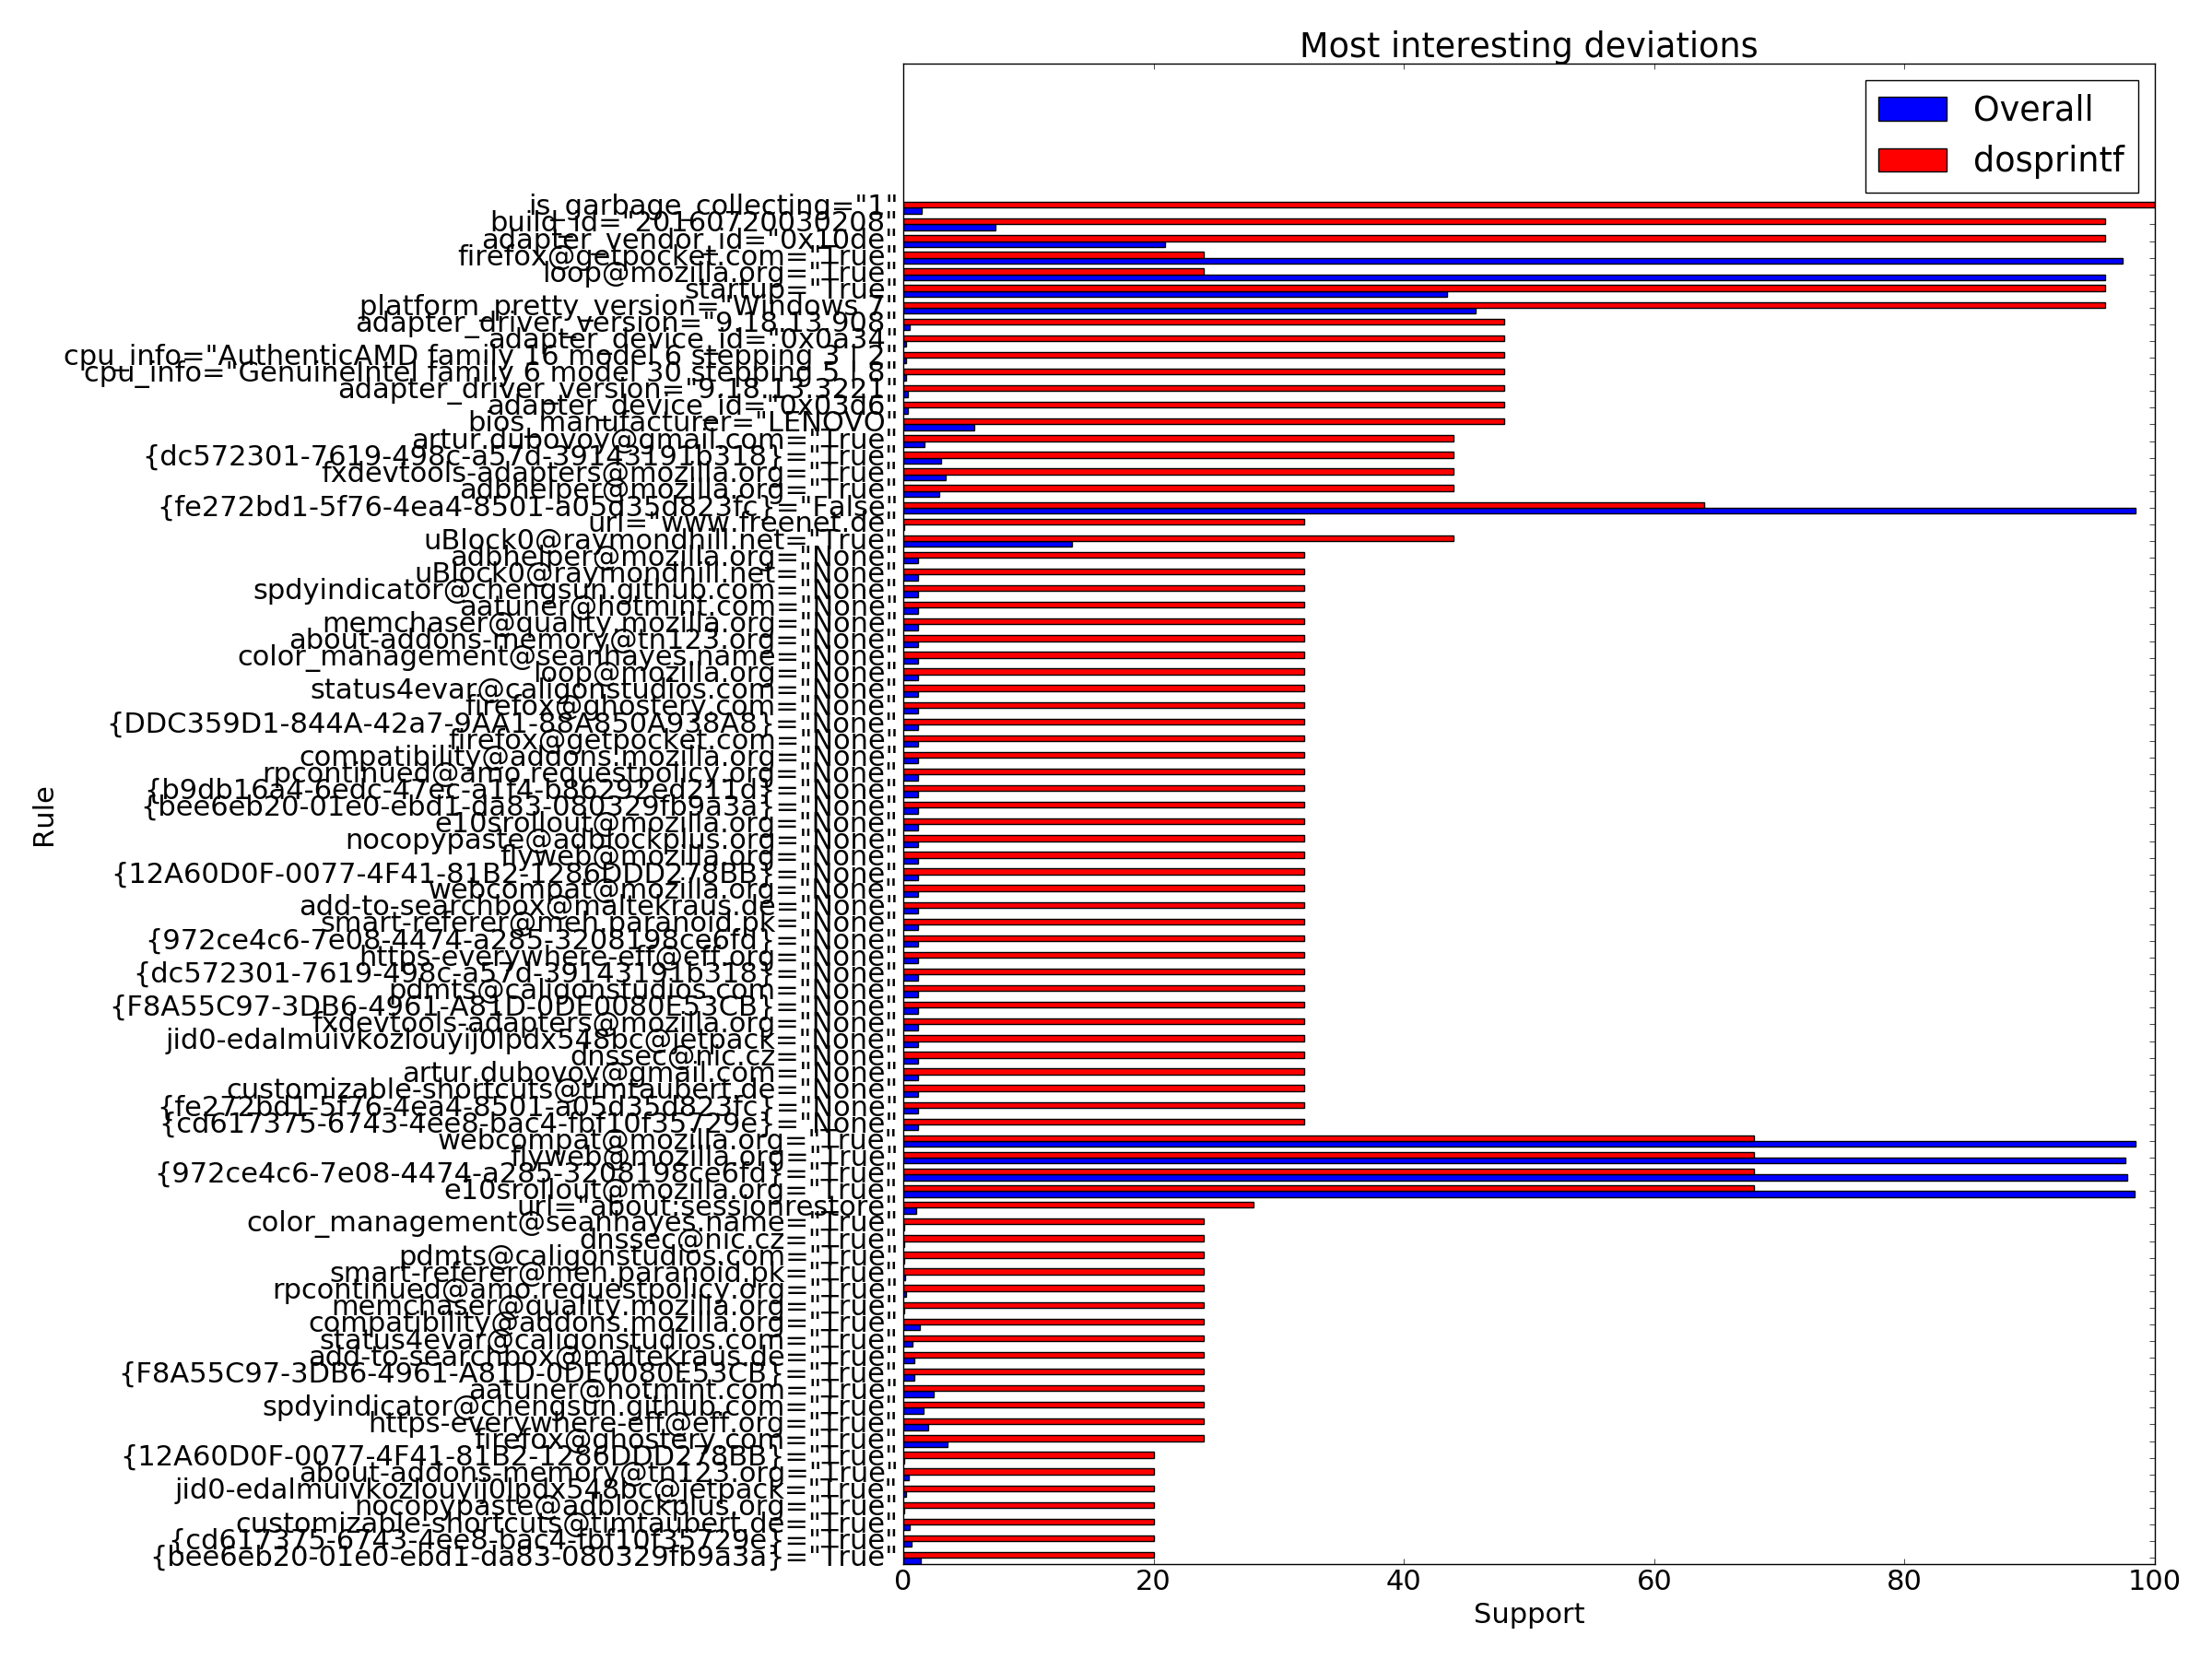 Most interesting deviations
Overall
dosprintf
is_garbage_collecting="1"
build_id="20160720030208"
adapter_vendor_id="0x10de"
firefox@getpocket.com="True"
loop@mozilla.org="True"
startup="True"
platform_pretty_version="Windows 7"
adapter_driver_version="9.18.13.908"
adapter_device_id="0x0a34"
cpu_info="AuthenticAMD family 16 model 6 stepping 3 | 2"
cpu_info="GenuineIntel family 6 model 30 stepping 5 | 8"
adapter_driver_version="9.18.13.3221"
adapter_device_id="0x03d6"
bios_manufacturer="LENOVO"
artur.dubovoy@gmail.com="True"
{dc572301-7619-498c-a57d-39143191b318}="True"
fxdevtools-adapters@mozilla.org="True"
adbhelper@mozilla.org="True"
{fe272bd1-5f76-4ea4-8501-a05d35d823fc}="False"
url="www.freenet.de"
uBlock0@raymondhill.net="True"
adbhelper@mozilla.org="None"
uBlock0@raymondhill.net="None"
spdyindicator@chengsun.github.com="None"
aatuner@hotmint.com="None"
memchaser@quality.mozilla.org="None"
about-addons-memory@tn123.org="None"
color_management@seanhayes.name="None"
loop@mozilla.org="None"
status4evar@caligonstudios.com="None"
firefox@ghostery.com="None"
{DDC359D1-844A-42a7-9AA1-88A850A938A8}="None"
firefox@getpocket.com="None"
compatibility@addons.mozilla.org="None"
rpcontinued@amo.requestpolicy.org="None"
{b9db16a4-6edc-47ec-a1f4-b86292ed211d}="None"
{bee6eb20-01e0-ebd1-da83-080329fb9a3a}="None"
e10srollout@mozilla.org="None"
nocopypaste@adblockplus.org="None"
flyweb@mozilla.org="None"
{12A60D0F-0077-4F41-81B2-1286DDD278BB}="None"
webcompat@mozilla.org="None"
add-to-searchbox@maltekraus.de="None"
smart-referer@meh.paranoid.pk="None"
{972ce4c6-7e08-4474-a285-3208198ce6fd}="None"
https-everywhere-eff@eff.org="None"
{dc572301-7619-498c-a57d-39143191b318}="None"
pdmts@caligonstudios.com="None"
{F8A55C97-3DB6-4961-A81D-0DE0080E53CB}="None"
fxdevtools-adapters@mozilla.org="None"
jid0-edalmuivkozlouyij0lpdx548bc@jetpack="None"
dnssec@nic.cz="None"
artur.dubovoy@gmail.com="None"
customizable-shortcuts@timtaubert.de="None"
{fe272bd1-5f76-4ea4-8501-a05d35d823fc}="None"
{cd617375-6743-4ee8-bac4-fbf10f35729e}="None"
webcompat@mozilla.org="True"
flyweb@mozilla.org="True"
{972ce4c6-7e08-4474-a285-3208198ce6fd}="True"
e10srollout@mozilla.org="True"
url="about:sessionrestore"
color_management@seanhayes.name="True"
dnssec@nic.cz="True"
pdmts@caligonstudios.com="True"
smart-referer@meh.paranoid.pk="True"
rpcontinued@amo.requestpolicy.org="True"
memchaser@quality.mozilla.org="True"
compatibility@addons.mozilla.org="True"
status4evar@caligonstudios.com="True"
add-to-searchbox@maltekraus.de="True"
{F8A55C97-3DB6-4961-A81D-0DE0080E53CB}="True"
aatuner@hotmint.com="True"
spdyindicator@chengsun.github.com="True"
https-everywhere-eff@eff.org="True"
firefox@ghostery.com="True"
{12A60D0F-0077-4F41-81B2-1286DDD278BB}="True"
about-addons-memory@tn123.org="True"
jid0-edalmuivkozlouyij0lpdx548bc@jetpack="True"
nocopypaste@adblockplus.org="True"
customizable-shortcuts@timtaubert.de="True"
{cd617375-6743-4ee8-bac4-fbf10f35729e}="True"
{bee6eb20-01e0-ebd1-da83-080329fb9a3a}="True"
Rule
0 20 40 60 80 100
Support